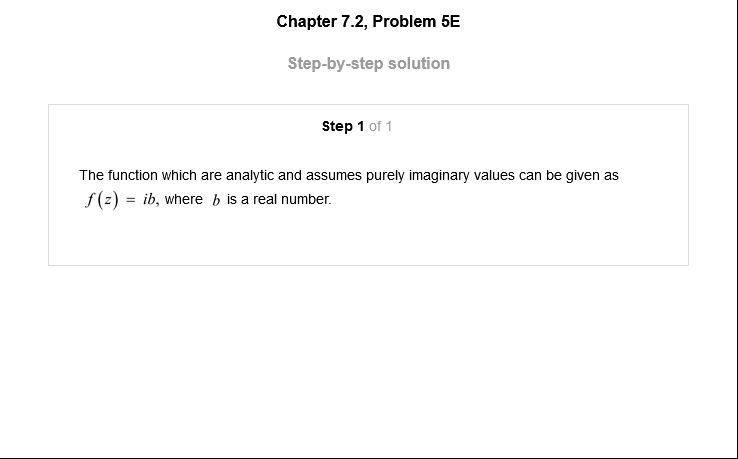 Chapter 7.2, Problem 5E
Step-by-step solution
Step 1 of 1
The function which are analytic and assumes purely imaginary values can be given as
f(z) = ib, where b is a real number.